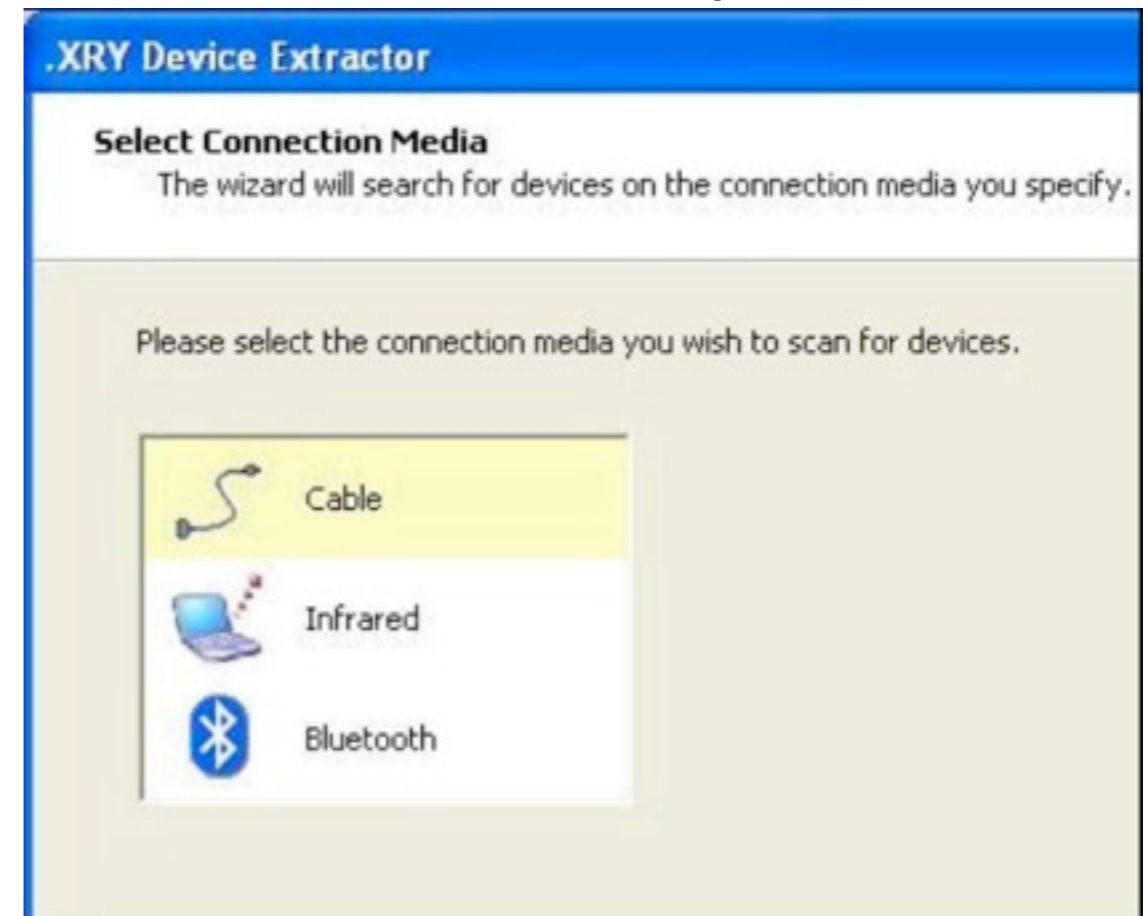 .XRY Device Extractor
Select Connection Media
The wizard will search for devices on the connection media you specify.
Please select the connection media you wish to scan for devices.
Cable
Infrared
Bluetooth